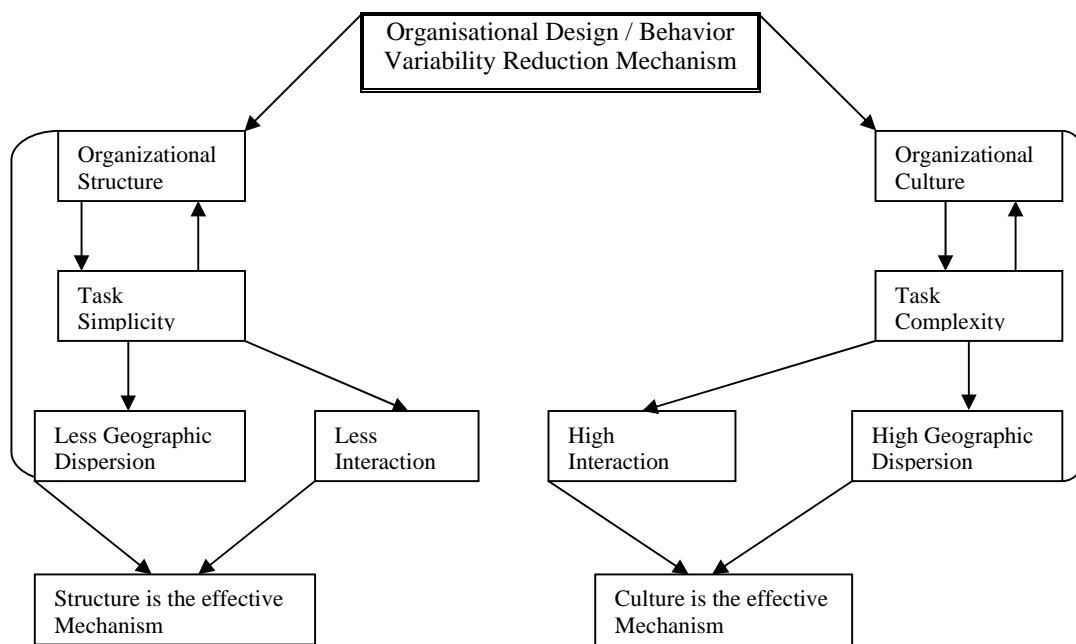 Organisational Design / Behavior
Variability Reduction Mechanism
Organizational
Structure
Organizational
Culture
Task
Simplicity
Task
Complexity
Less Geographic
Dispersion
Less
Interaction
High
Interaction
High Geographic
Dispersion
Structure is the effective
Mechanism
Culture is the effective
Mechanism